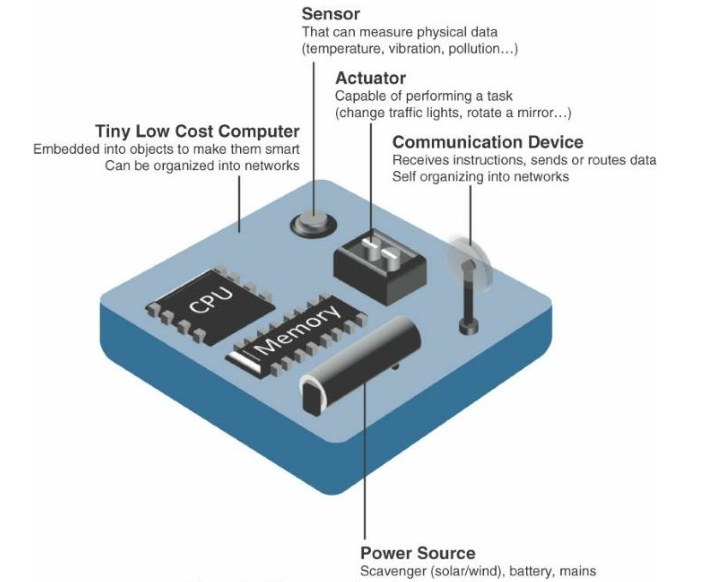 Sensor
That can measure physical data
(temperature, vibration, pollution…)
Actuator
Capable of performing a task
(change traffic lights, rotate a mirror…)
Tiny Low Cost Computer
Embedded into objects to make them smart
Can be organized into networks
Communication Device
Receives instructions, sends or routes data
Self organizing into networks
CPU
Memory
Power Source
Scavenger (solar/wind), battery, mains